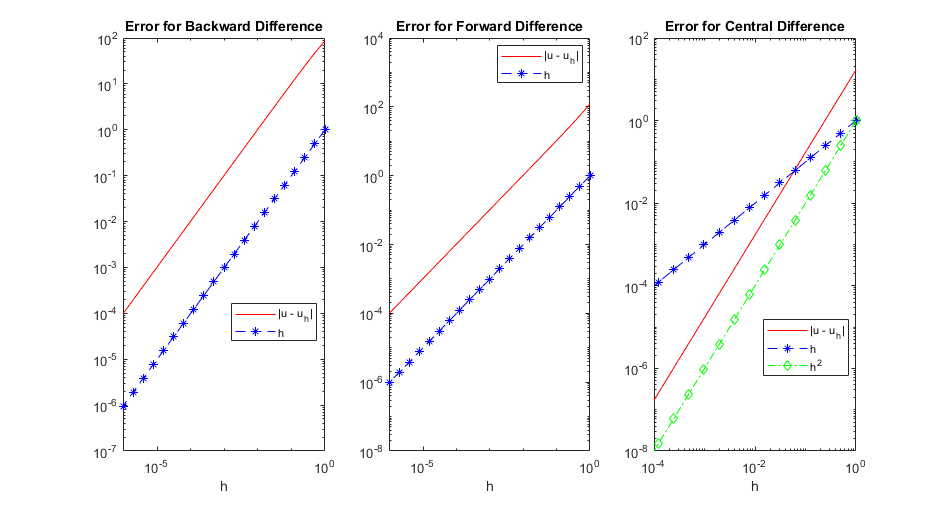 Error for Backward Difference
10^2
10^1
10^0
10^-1
10^-2
10^-3
10^-4
10^-5
10^-6
10^-7
10^-5
10^0
h
|u - u_h|
h
Error for Forward Difference
10^4
10^2
10^0
10^-2
10^-4
10^-6
10^-8
10^-5
10^0
h
|u - u_h|
h
Error for Central Difference
10^2
10^0
10^-2
10^-4
10^-6
10^-8
10^-4
10^-2
10^0
h
|u - u_h|
h
h^2